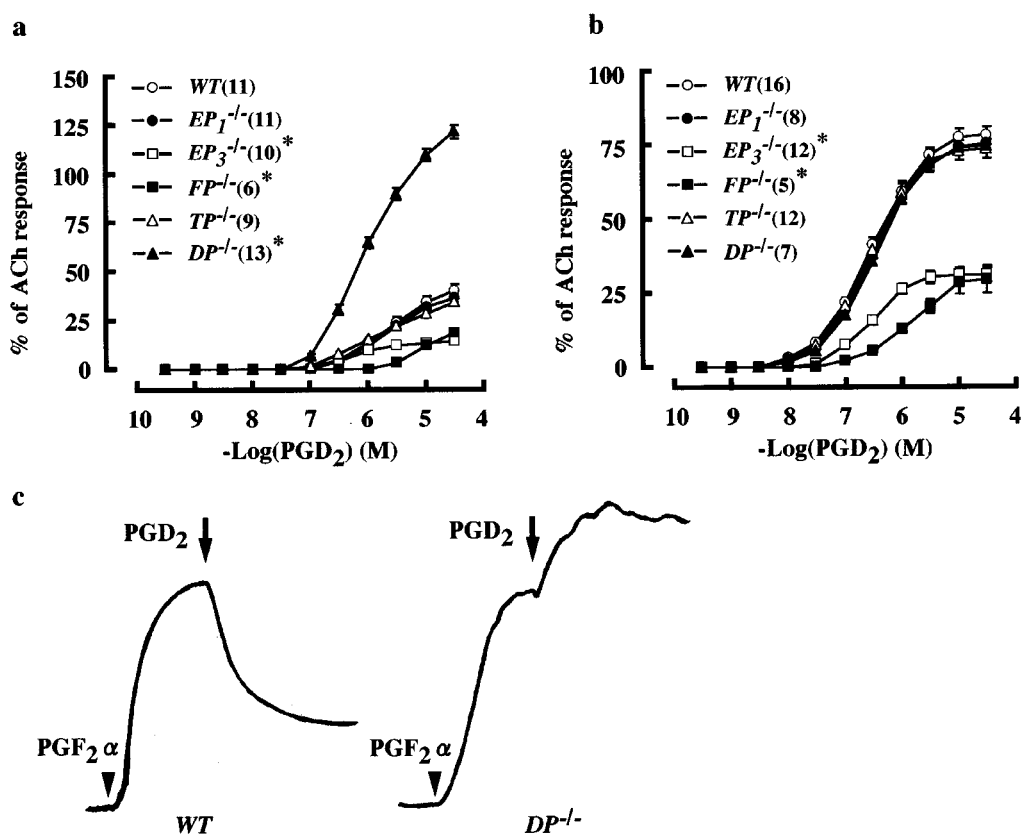 a
150
125
100
75
50
25
0
% of ACh response
WT(11)
EP1-/-(11)
EP3-/-(10)*
FP-/-(6)*
TP-/-(9)
DP-/-(13)*
10 9 8 7 6 5 4
-Log(PGD2) (M)
b
100
75
50
25
0
% of ACh response
WT(16)
EP1-/-(8)
EP3-/-(12)*
FP-/-(5)*
TP-/-(12)
DP-/-(7)
10 9 8 7 6 5 4
-Log(PGD2) (M)
c
PGD2
PGF2 α
WT
PGD2
PGF2 α
DP-/-